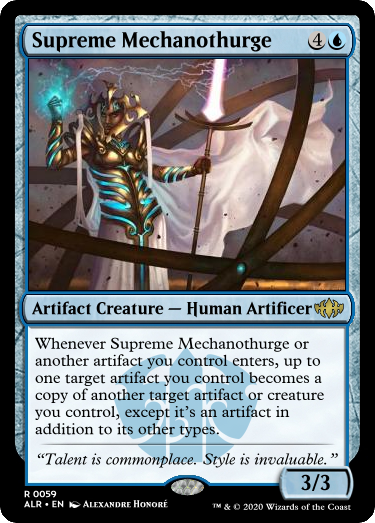 Supreme Mechanothurge 4
Artifact Creature — Human Artificer
Whenever Supreme Mechanothurge or
another artifact you control enters, up to
one target artifact you control becomes a
copy of another target artifact or creature
you control, except it's an artifact in
addition to its other types.
“Talent is commonplace. Style is invaluable.”
3/3
R 0059
ALR • EN Alexandre Honoré
™ & © 2020 Wizards of the Coast